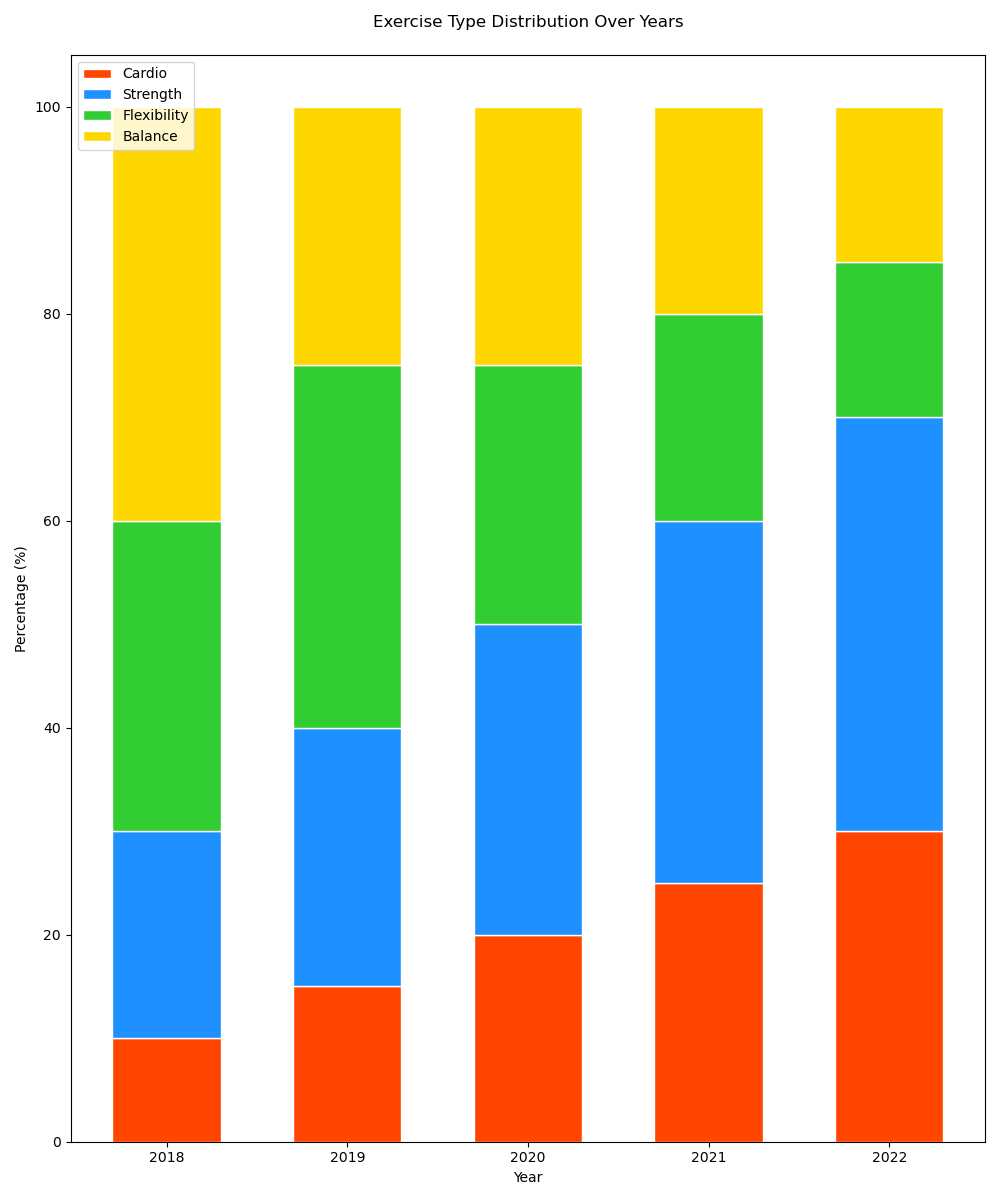 Exercise Type Distribution Over Years
Cardio
Strength
Flexibility
Balance
100
80
60
40
20
0
Percentage (%)
2018 2019 2020 2021 2022
Year